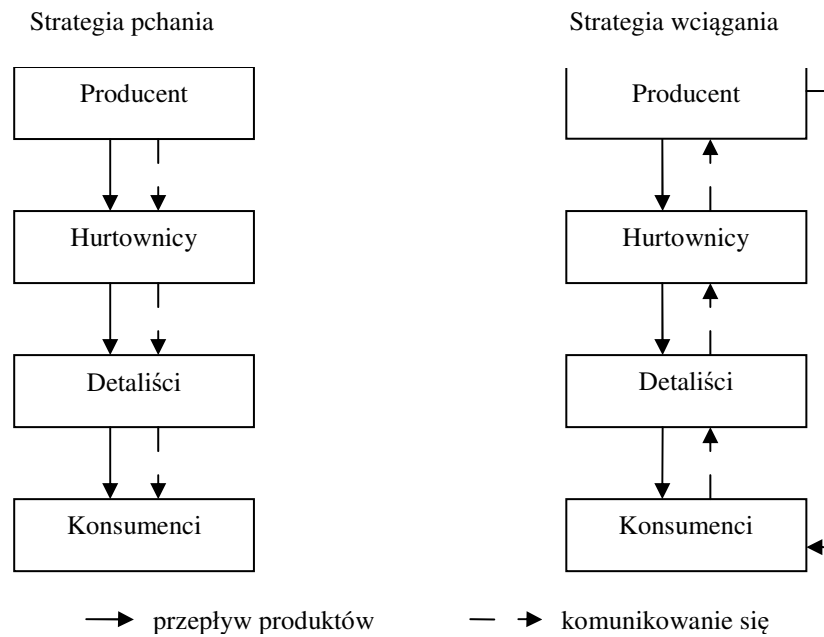 Strategia pchania
Strategia wciągania
Producent
Producent
Hurtownicy
Hurtownicy
Detaliści
Detaliści
Konsumenci
Konsumenci
przepływ produktów
komunikowanie się